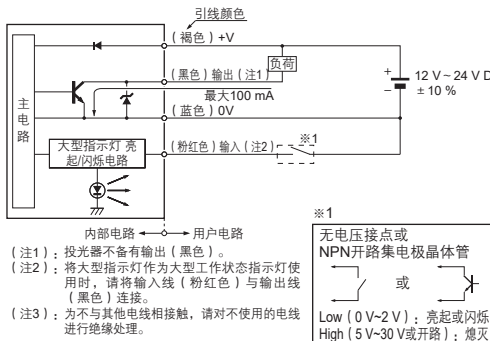 引线颜色
（褐色）+V
（黑色）输出（注1）
负荷
最大100 mA
12 V～24 V D
+
−
±10 %
（蓝色）0V
主电路
大型指示灯 亮
起/闪烁电路
（粉红色）输入（注2）
※1
内部电路
用户电路
（注1）：投光器不备有输出（黑色）。
（注2）：将大型指示灯作为大型工作状态指示灯使
用时，请将输入线（粉红色）与输出线
（黑色）连接。
（注3）：为不与其他电线相接触，请对不使用的电线
进行绝缘处理。
※1
无电压接点或
NPN开路集电极晶体管
或
Low（0 V~2 V）：亮起或闪烁
High（5 V~30 V或开路）：熄灭